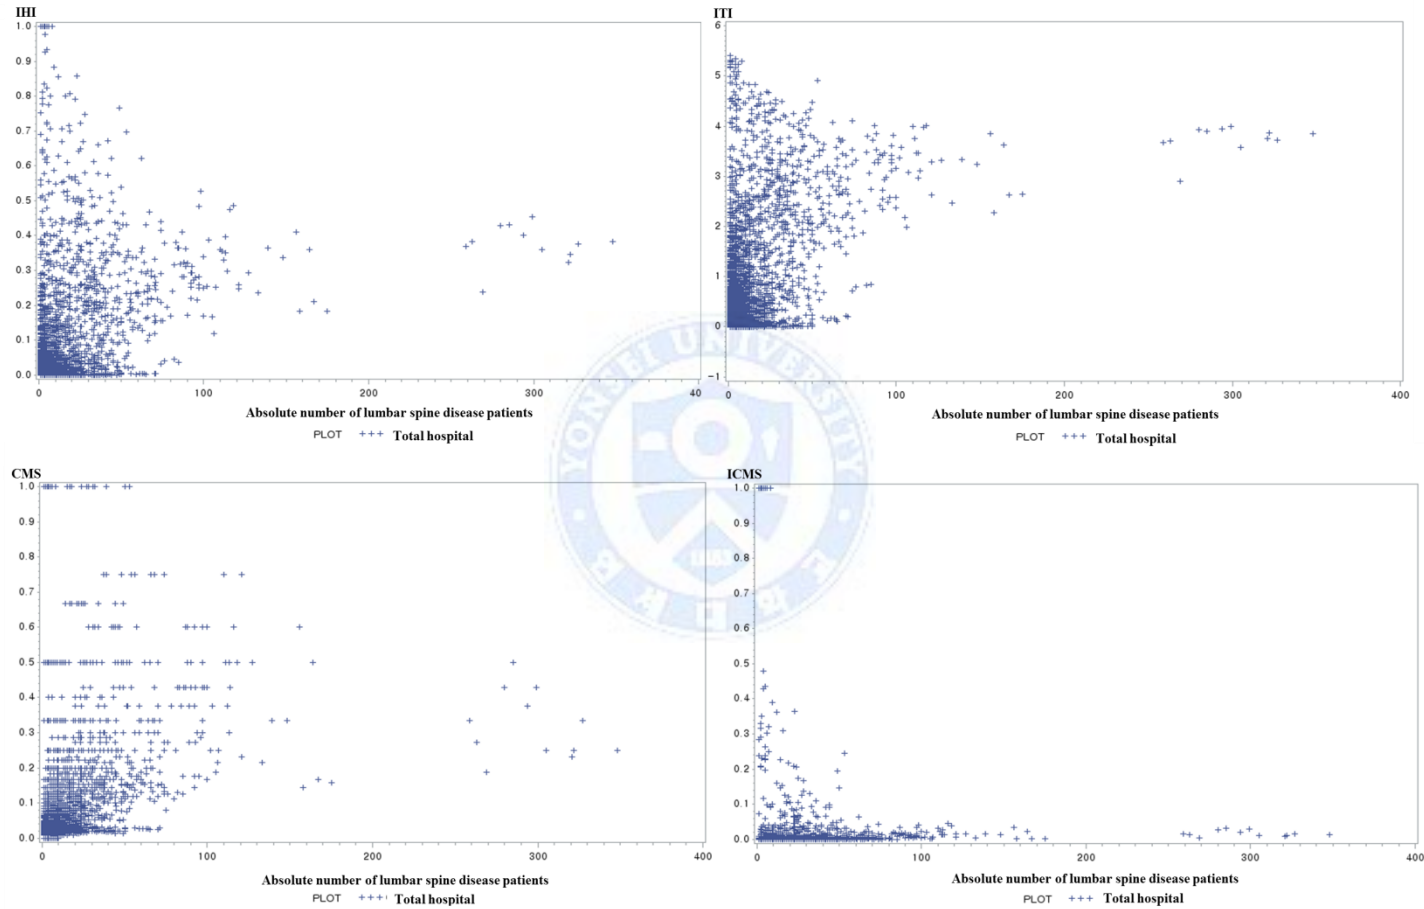 IHI
1.0
0.9
0.8
0.7
0.6
0.5
0.4
0.3
0.2
0.1
0.0
0 100 200 300 40
Absolute number of lumbar spine disease patients
PLOT +++ Total hospital
ITI
6
5
4
3
2
1
0
-1
0 100 200 300 400
Absolute number of lumbar spine disease patients
PLOT +++ Total hospital
YONSEI UNIVERSITY
CMS
1.0
0.9
0.8
0.7
0.6
0.5
0.4
0.3
0.2
0.1
0.0
0 100 200 300 400
Absolute number of lumbar spine disease patients
PLOT +++ Total hospital
ICMS
1.0
0.9
0.8
0.7
0.6
0.5
0.4
0.3
0.2
0.1
0.0
0 100 200 300 400
Absolute number of lumbar spine disease patients
PLOT +++ Total hospital